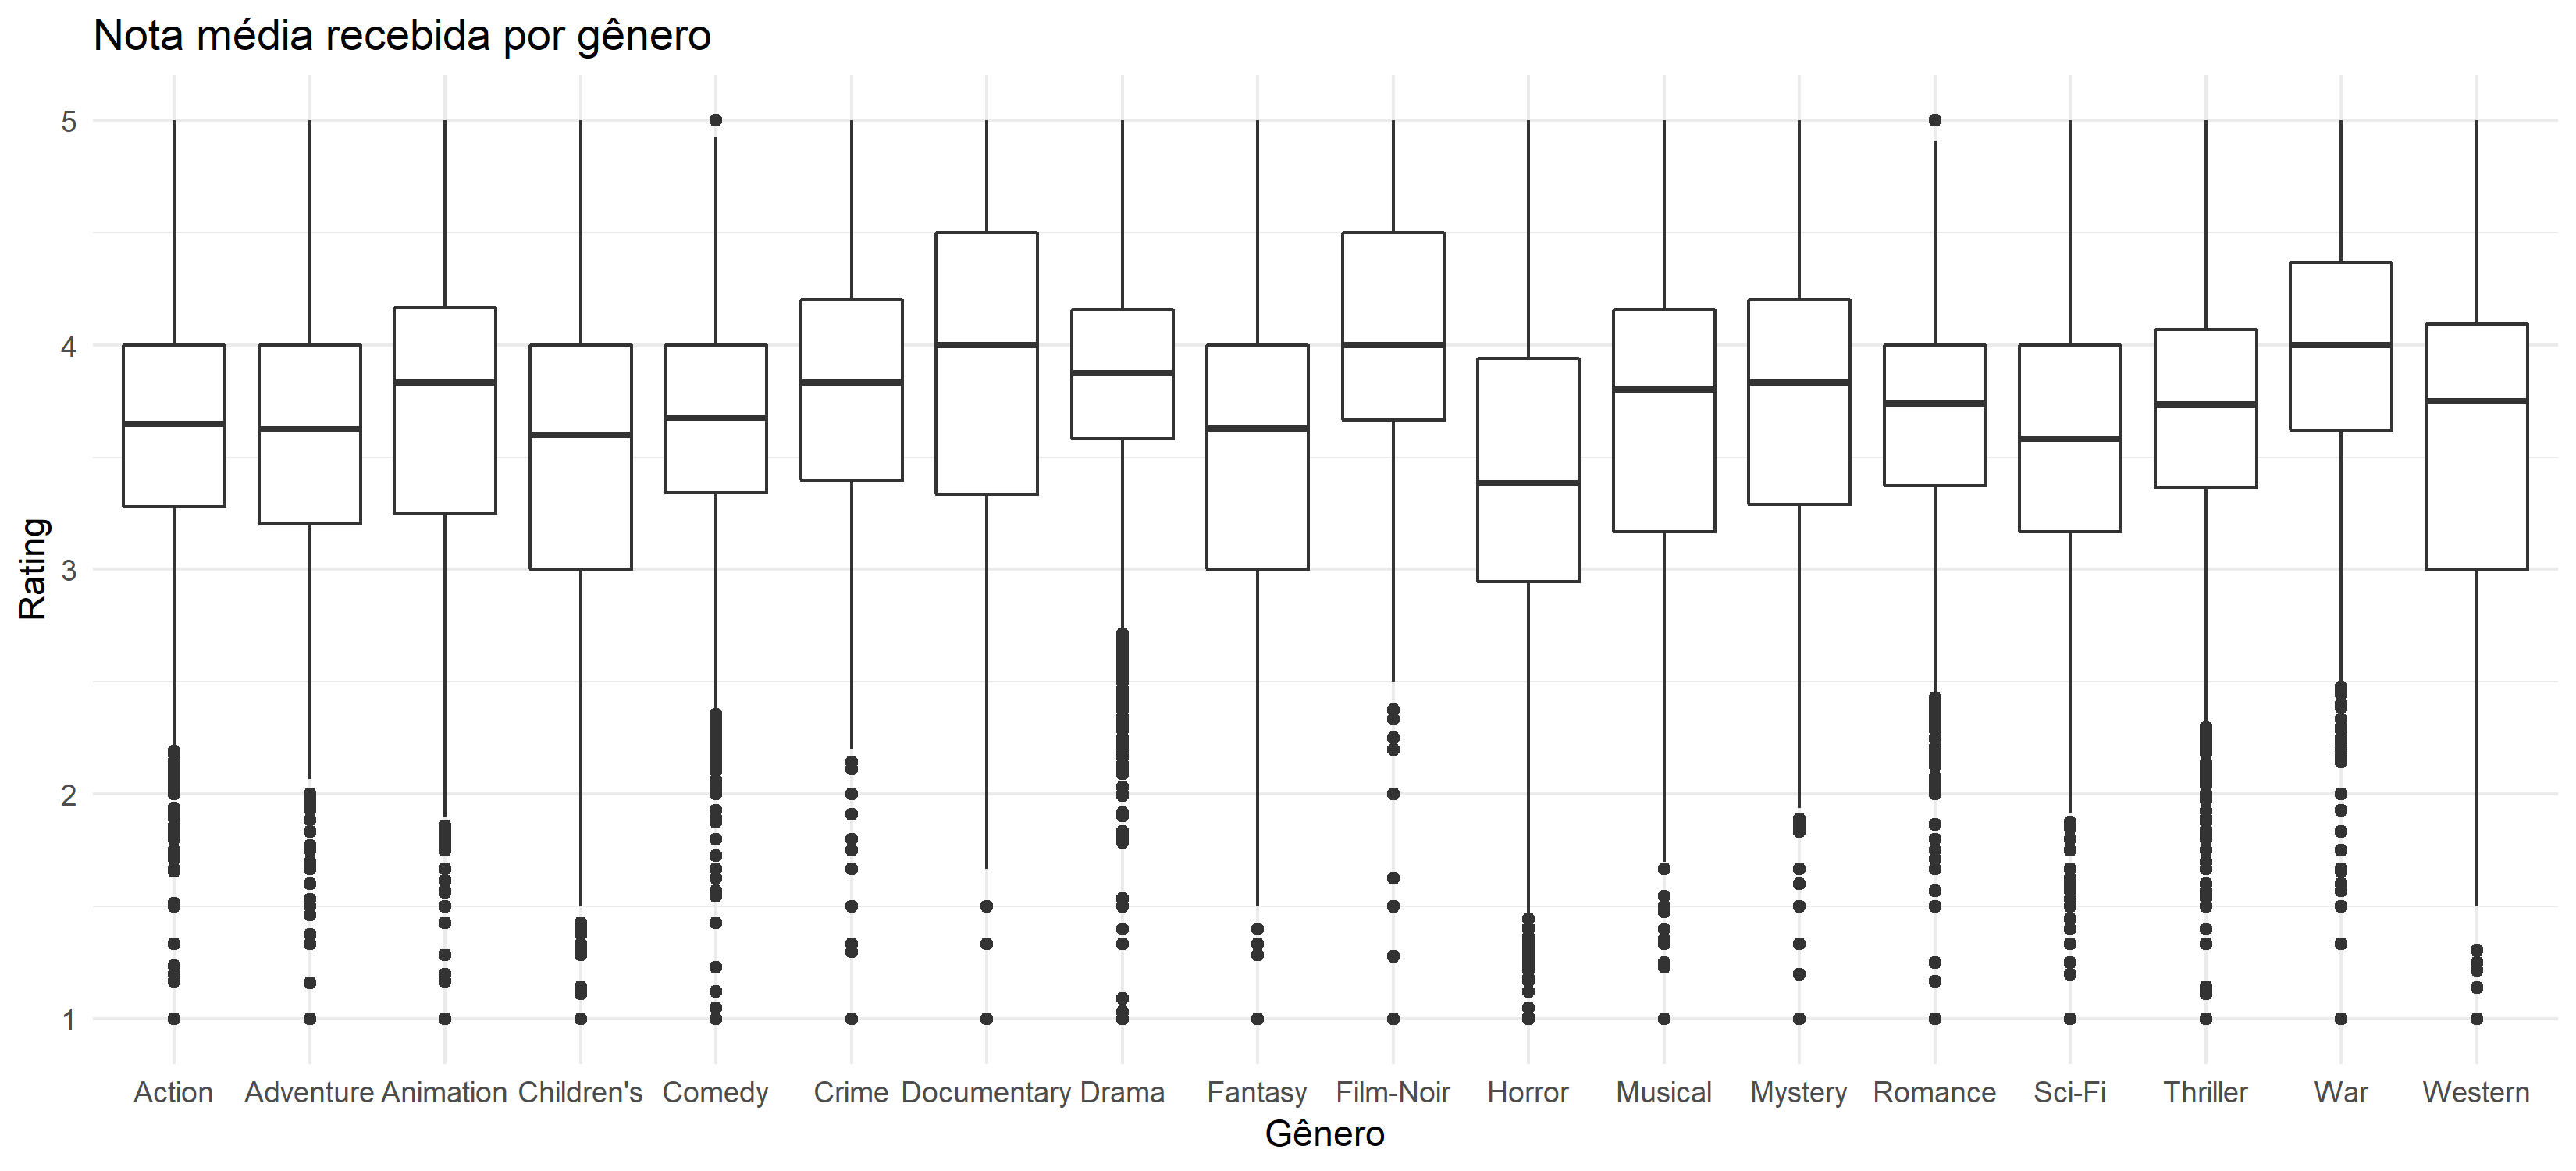 Nota média recebida por gênero
Rating
5
4
3
2
1
Action Adventure Animation Children's Comedy Crime Documentary Drama Fantasy Film-Noir Horror Musical Mystery Romance Sci-Fi Thriller War Western
Gênero